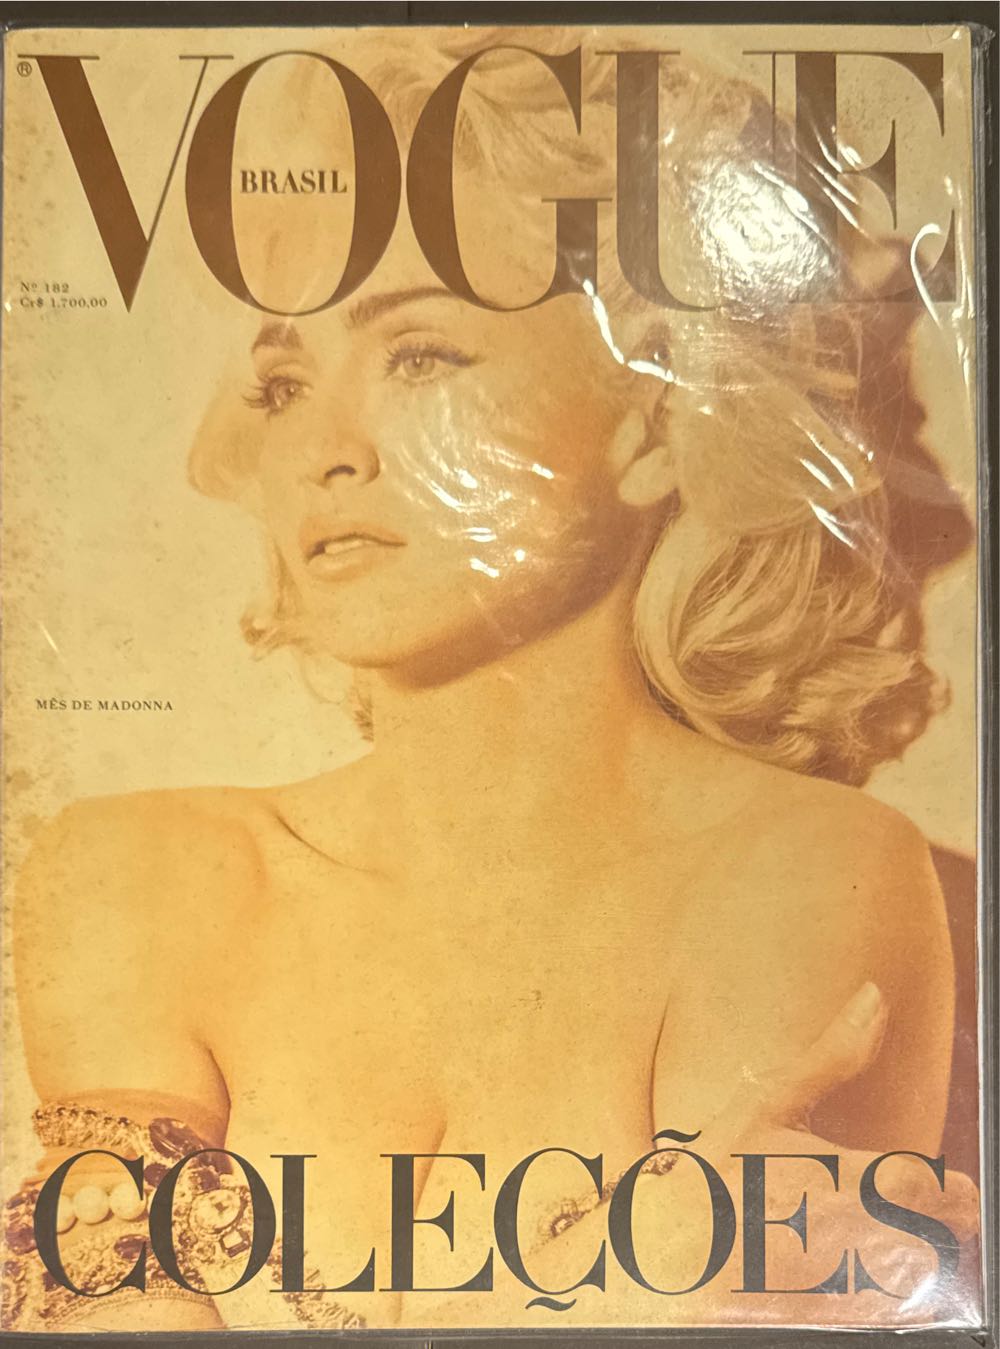 VOGUE
®
BRASIL
Nº 182
Cr$ 1.700,00
MÊS DE MADONNA
COLEÇÕES